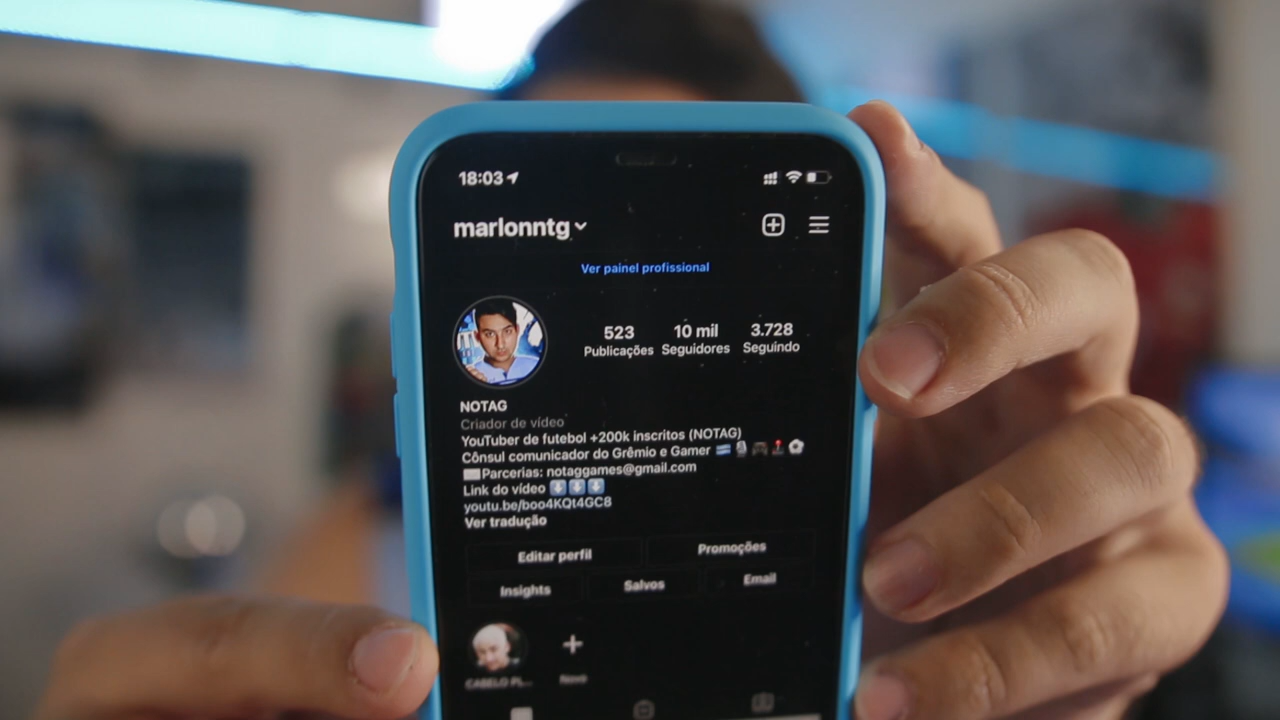 18:03
marlonntg
Ver painel profissional
523 10 mil 3.728
Publicações Seguidores Seguindo
NOTAG
Criador de vídeo
YouTuber de futebol +200k inscritos (NOTAG)
Cônsul comunicador do Grêmio e Gamer 🇬🇷🎙️🎮🕹️⚽
✉️Parcerias: notaggames@gmail.com
Link do vídeo ⬇️⬇️⬇️
youtu.be/boo4KQt4GC8
Ver tradução
Editar perfil Promoções
Insights Salvos Email
CABELO PL... Novo